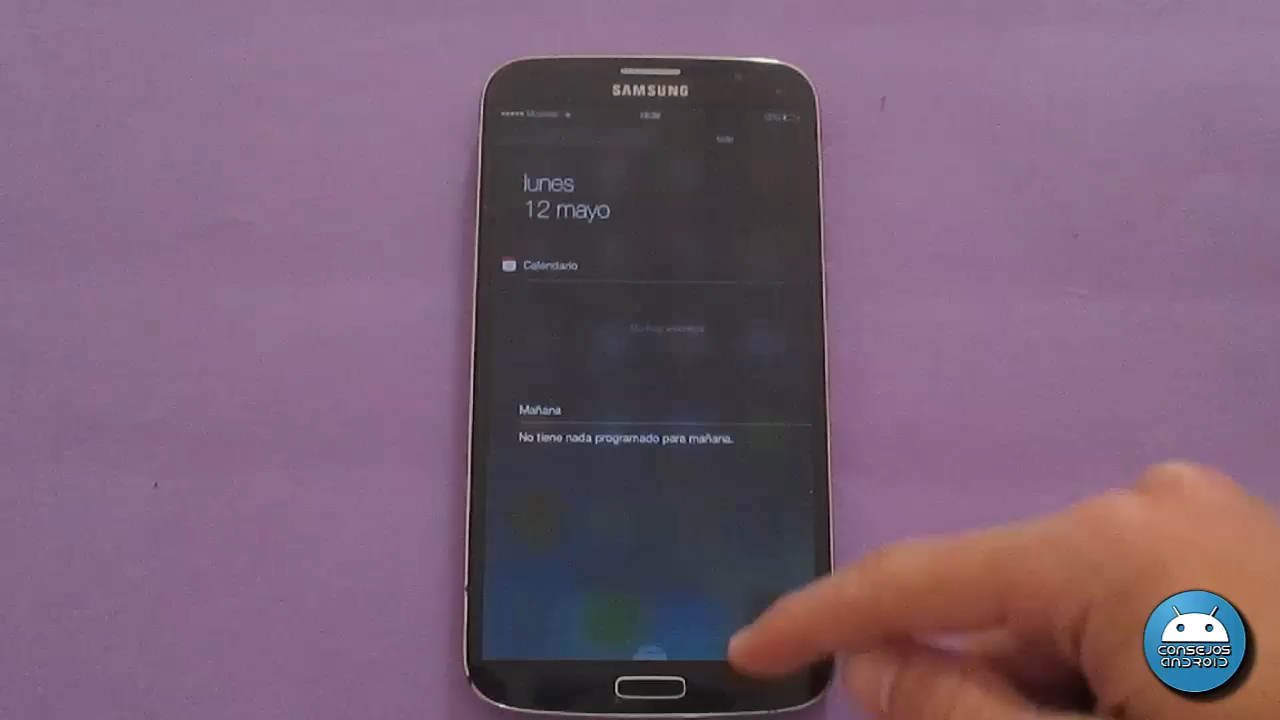 SAMSUNG
lunes
12 mayo
Calendario
Mañana
No tiene nada programado para mañana.
CONSEJOS
ANDROID